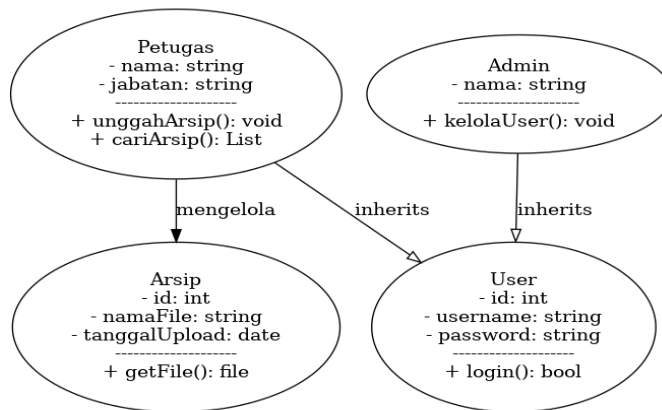 Petugas
- nama: string
- jabatan: string
--------------------
+ unggahArsip(): void
+ cariArsip(): List
Admin
- nama: string
--------------------
+ kelolaUser(): void
mengelola
inherits
inherits
Arsip
- id: int
- namaFile: string
- tanggalUpload: date
--------------------
+ getFile(): file
User
- id: int
- username: string
- password: string
--------------------
+ login(): bool